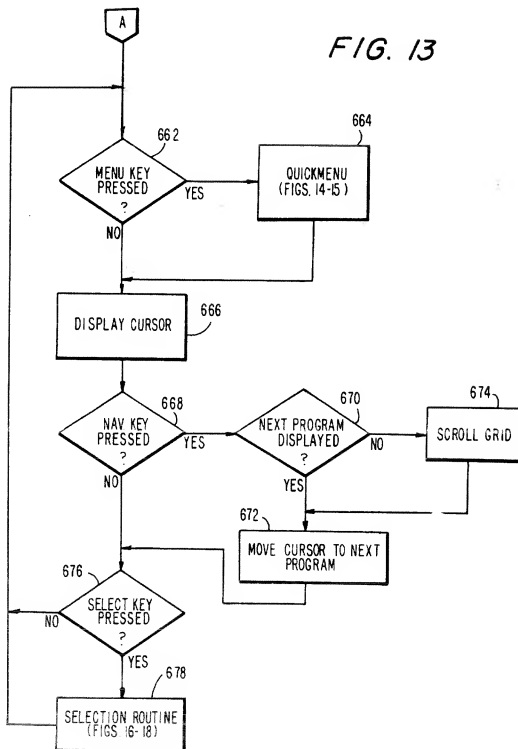 A
FIG. 13
662
MENU KEY
PRESSED
?
YES
NO
664
QUICKMENU
(FIGS. 14-15)
DISPLAY CURSOR
666
NAV KEY
PRESSED
?
668
YES
NO
670
NEXT PROGRAM
DISPLAYED
?
NO
YES
674
SCROLL GRID
672
MOVE CURSOR TO NEXT
PROGRAM
676
SELECT KEY
PRESSED
?
NO
YES
678
SELECTION ROUTINE
(FIGS. 16-18)